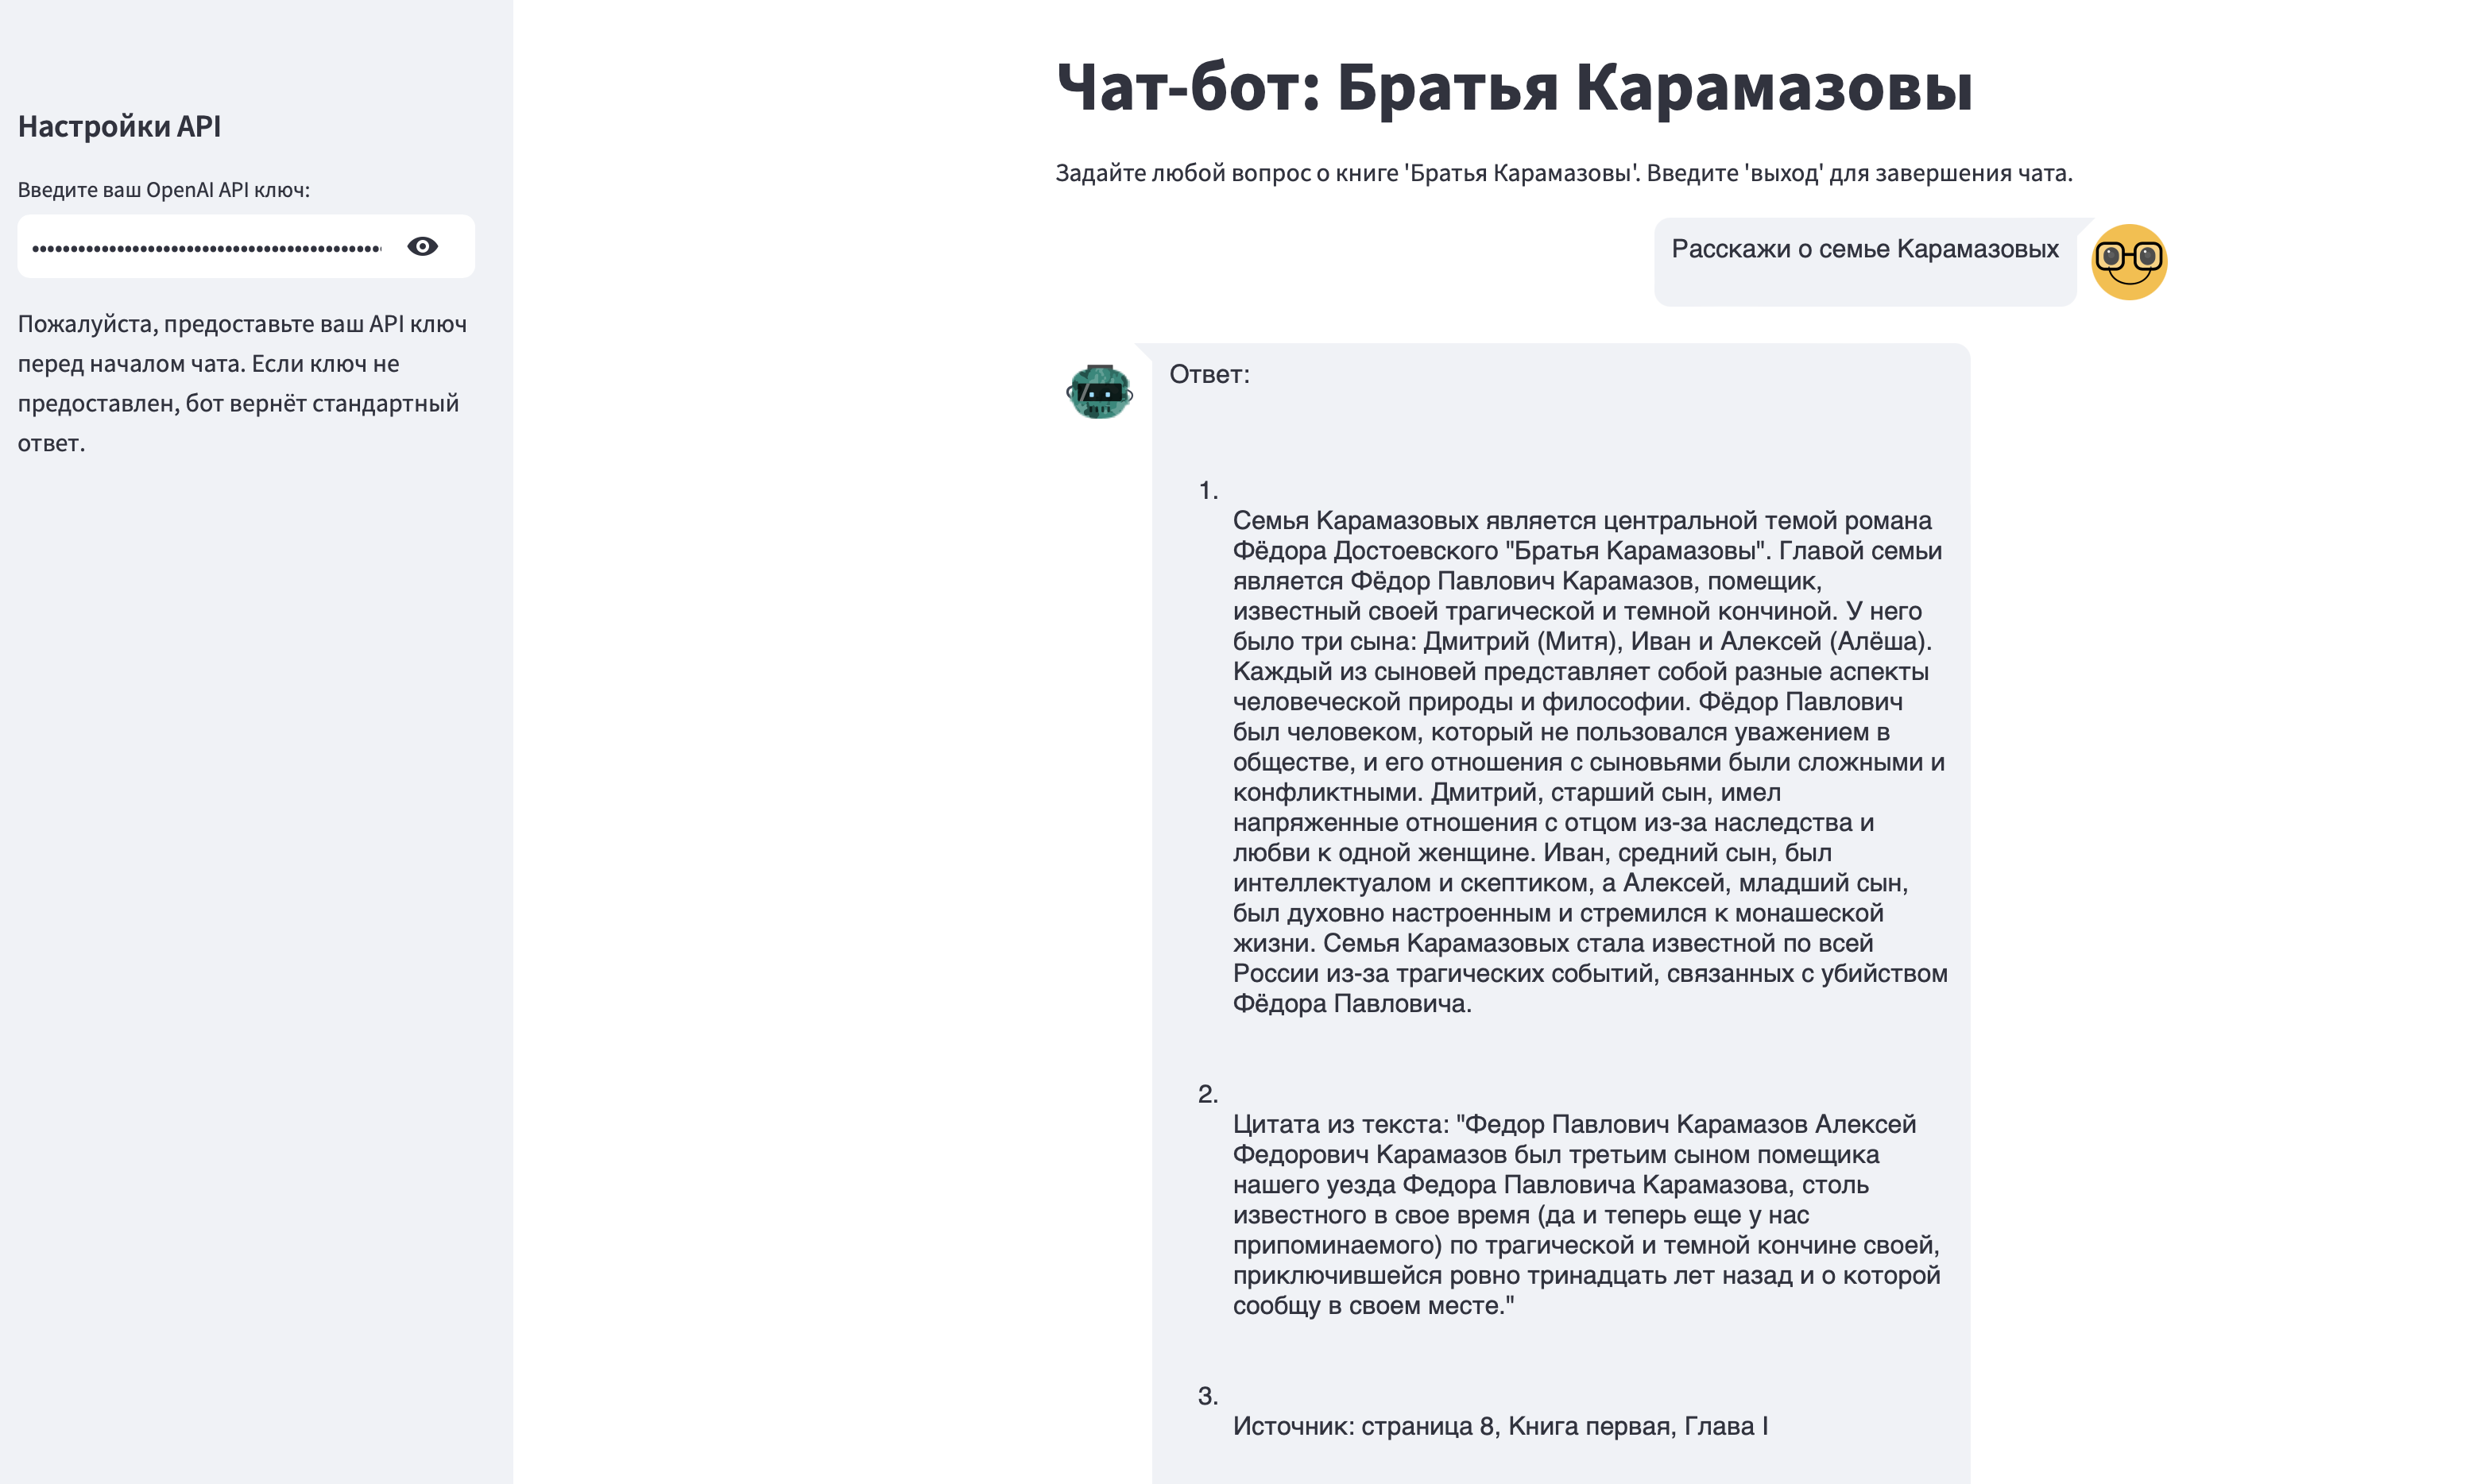 Настройки API
Введите ваш OpenAI API ключ:
Пожалуйста, предоставьте ваш API ключ
перед началом чата. Если ключ не
предоставлен, бот вернёт стандартный
ответ.
Чат-бот: Братья Карамазовы
Задайте любой вопрос о книге 'Братья Карамазовы'. Введите 'выход' для завершения чата.
Расскажи о семье Карамазовых
Ответ:
1.
Семья Карамазовых является центральной темой романа
Фёдора Достоевского "Братья Карамазовы". Главой семьи
является Фёдор Павлович Карамазов, помещик,
известный своей трагической и темной кончиной. У него
было три сына: Дмитрий (Митя), Иван и Алексей (Алёша).
Каждый из сыновей представляет собой разные аспекты
человеческой природы и философии. Фёдор Павлович
был человеком, который не пользовался уважением в
обществе, и его отношения с сыновьями были сложными и
конфликтными. Дмитрий, старший сын, имел
напряженные отношения с отцом из-за наследства и
любви к одной женщине. Иван, средний сын, был
интеллектуалом и скептиком, а Алексей, младший сын,
был духовно настроенным и стремился к монашеской
жизни. Семья Карамазовых стала известной по всей
России из-за трагических событий, связанных с убийством
Фёдора Павловича.
2.
Цитата из текста: "Федор Павлович Карамазов Алексей
Федорович Карамазов был третьим сыном помещика
нашего уезда Федора Павловича Карамазова, столь
известного в свое время (да и теперь еще у нас
припоминаемого) по трагической и темной кончине своей,
приключившейся ровно тринадцать лет назад и о которой
сообщу в своем месте."
3.
Источник: страница 8, Книга первая, Глава I